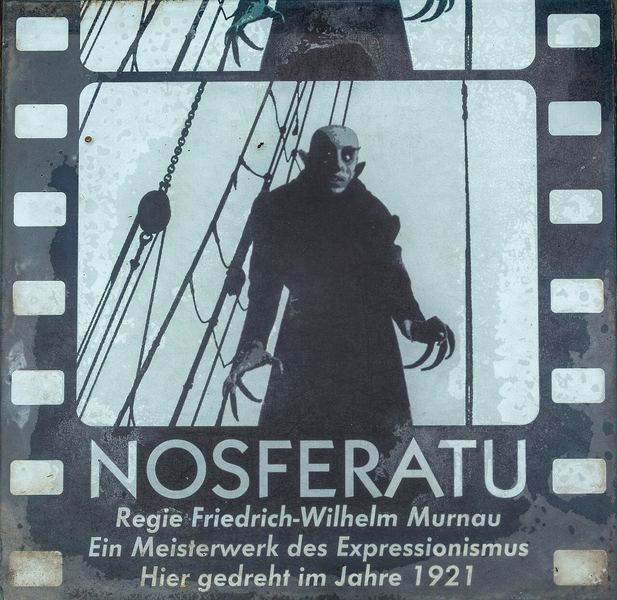 NOSFERATU
Regie Friedrich-Wilhelm Murnau
Ein Meisterwerk des Expressionismus
Hier gedreht im Jahre 1921